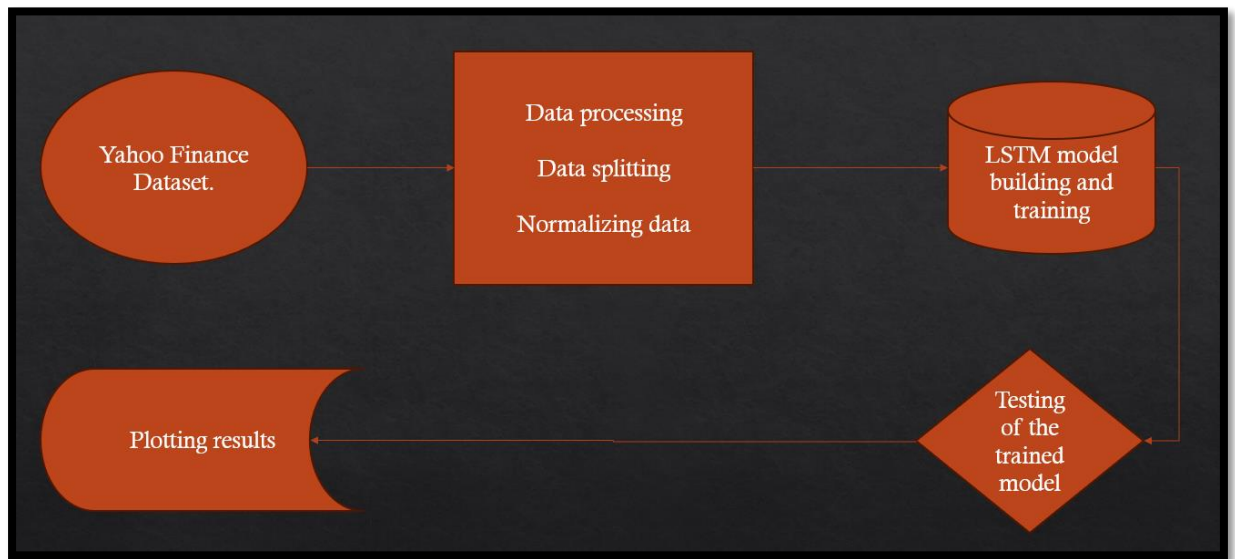 Yahoo Finance
Dataset.
Data processing
Data splitting
Normalizing data
LSTM model
building and
training
Testing
of the
trained
model
Plotting results